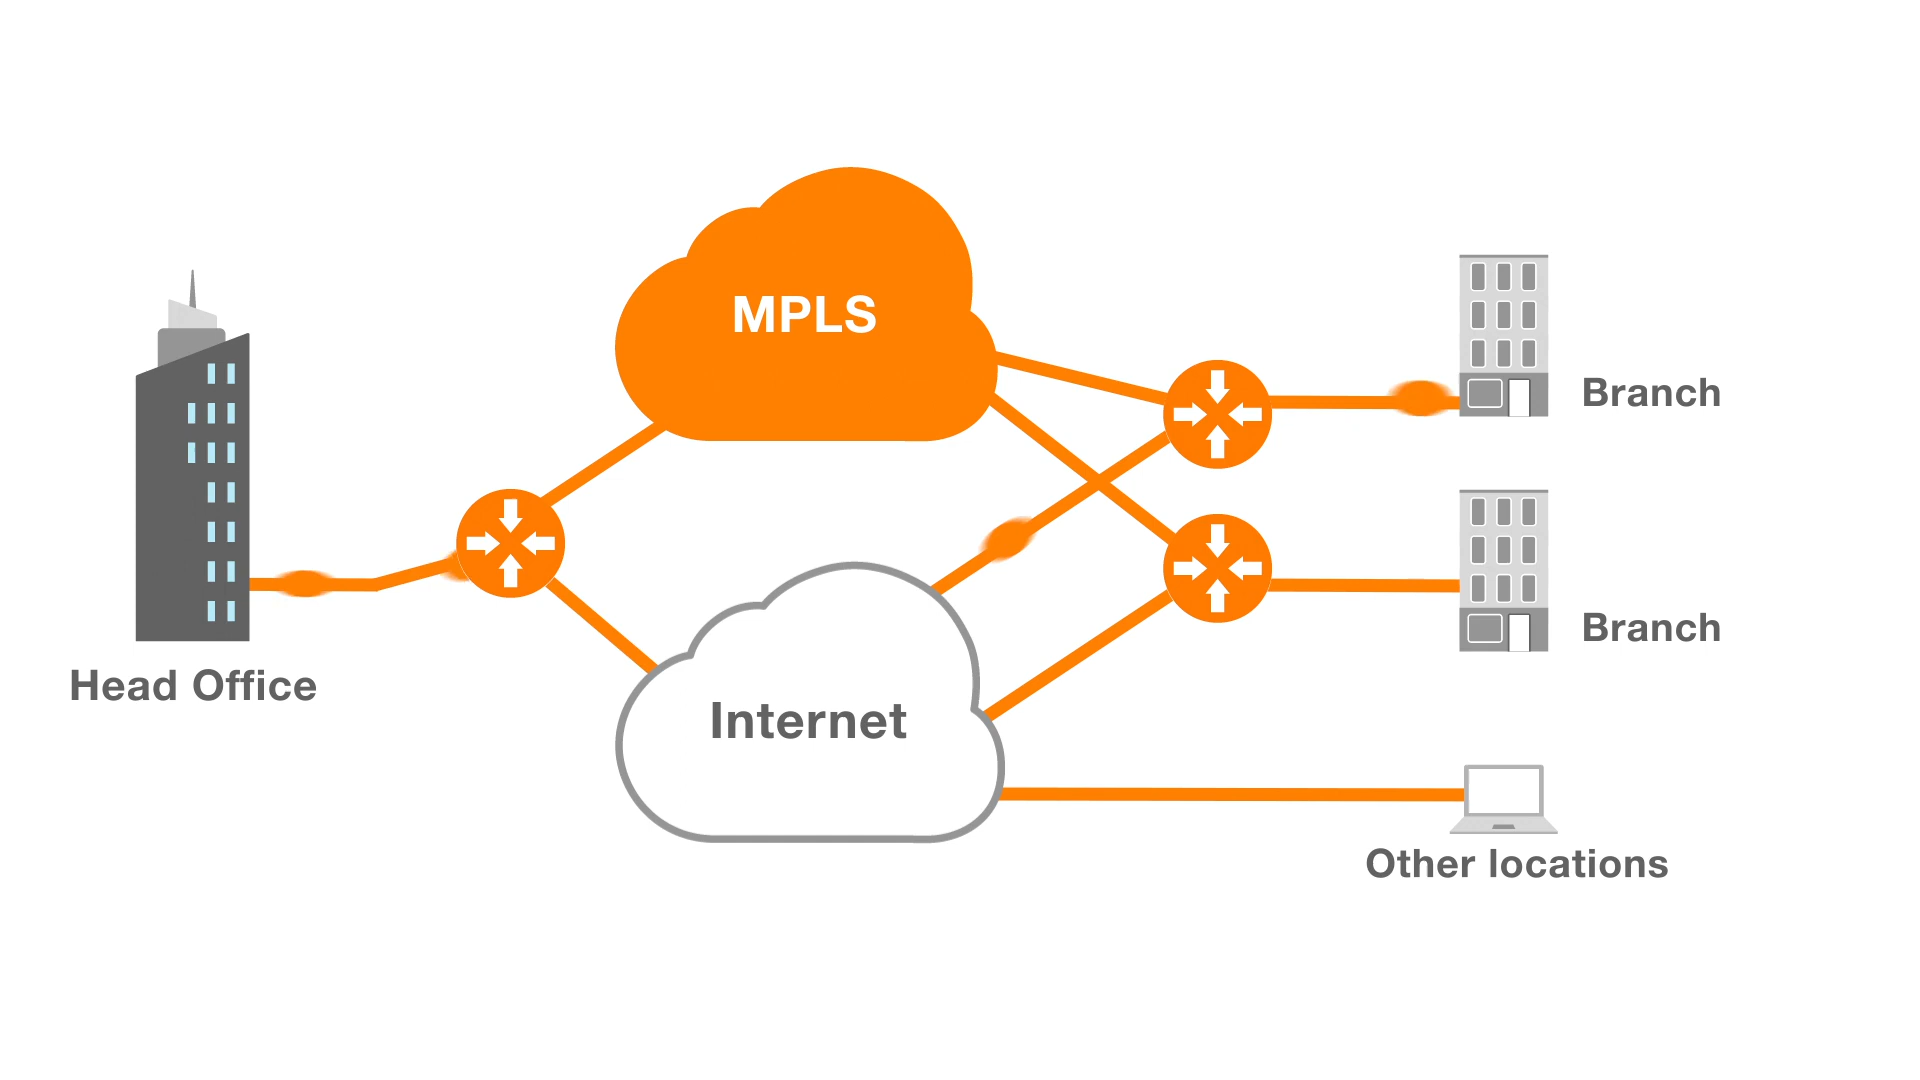 MPLS
Branch
Branch
Head Office
Internet
Other locations